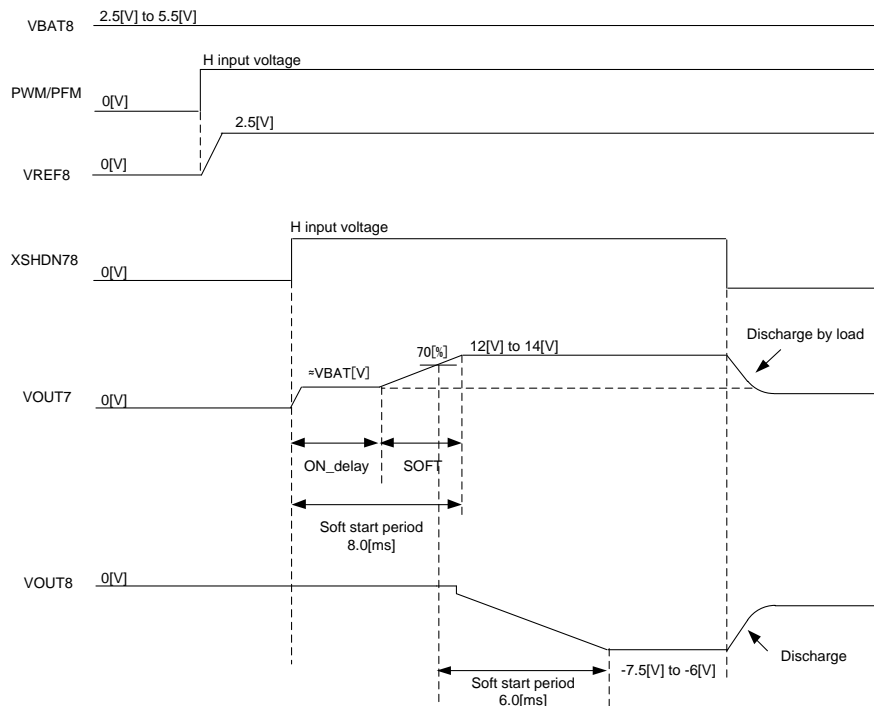 VBAT8
2.5[V] to 5.5[V]
H input voltage
PWM/PFM
0[V]
2.5[V]
VREF8
0[V]
H input voltage
XSHDN78
0[V]
Discharge by load
70[%]
12[V] to 14[V]
≈VBAT[V]
VOUT7
0[V]
ON_delay
SOFT
Soft start period
8.0[ms]
VOUT8
0[V]
-7.5[V] to -6[V]
Discharge
Soft start period
6.0[ms]